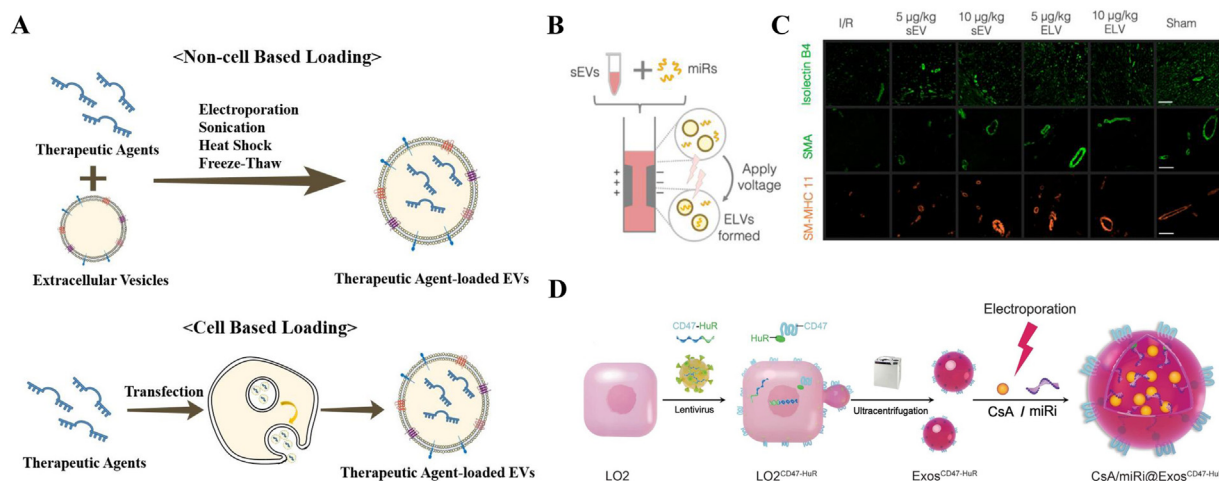 A
<Non-cell Based Loading>
Electroporation
Sonication
Heat Shock
Freeze-Thaw
Therapeutic Agents
+
Extracellular Vesicles
Therapeutic Agent-loaded EVs
<Cell Based Loading>
Transfection
Therapeutic Agents
Therapeutic Agent-loaded EVs
B
sEVs
+
miRs
+
+
+
Apply
voltage
ELVs
formed
C
I/R
5 µg/kg
sEV
10 µg/kg
sEV
5 µg/kg
ELV
10 µg/kg
ELV
Sham
Isolectin B4
SMA
SM-MHC 11
D
CD47-HuR
Lentivirus
HuR
CD47
Ultracentrifugation
Electroporation
CsA / miRi
LO2
LO2CD47-HuR
ExosCD47-HuR
CsA/miRi@ExosCD47-Hu